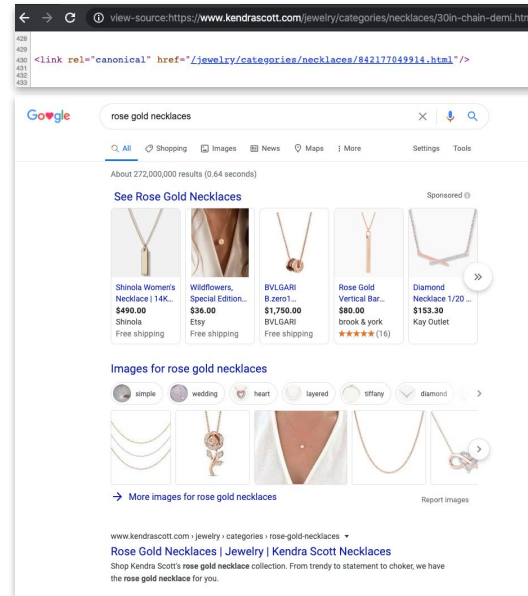 view-source:https://www.kendrascott.com/jewelry/categories/necklaces/30in-chain-demi.htm
428
429
430 <link rel="canonical" href="/jewelry/categories/necklaces/842177049914.html"/>
431
432
433
Google
rose gold necklaces
All Shopping Images News Maps More Settings Tools
About 272,000,000 results (0.64 seconds)
See Rose Gold Necklaces Sponsored
Shinola Women's Necklace | 14K...
$490.00
Shinola
Free shipping
Wildflowers, Special Edition...
$36.00
Etsy
Free shipping
BVLGARI B.zero1...
$1,750.00
BVLGARI
Free shipping
Rose Gold Vertical Bar...
$80.00
brook & york
★★★★★ (16)
Diamond Necklace 1/20 ...
$153.30
Kay Outlet
Images for rose gold necklaces
simple wedding heart layered tiffany diamond
More images for rose gold necklaces Report images
www.kendrascott.com › jewelry › categories › rose-gold-necklaces
Rose Gold Necklaces | Jewelry | Kendra Scott Necklaces
Shop Kendra Scott's rose gold necklace collection. From trendy to statement to choker, we have
the rose gold necklace for you.